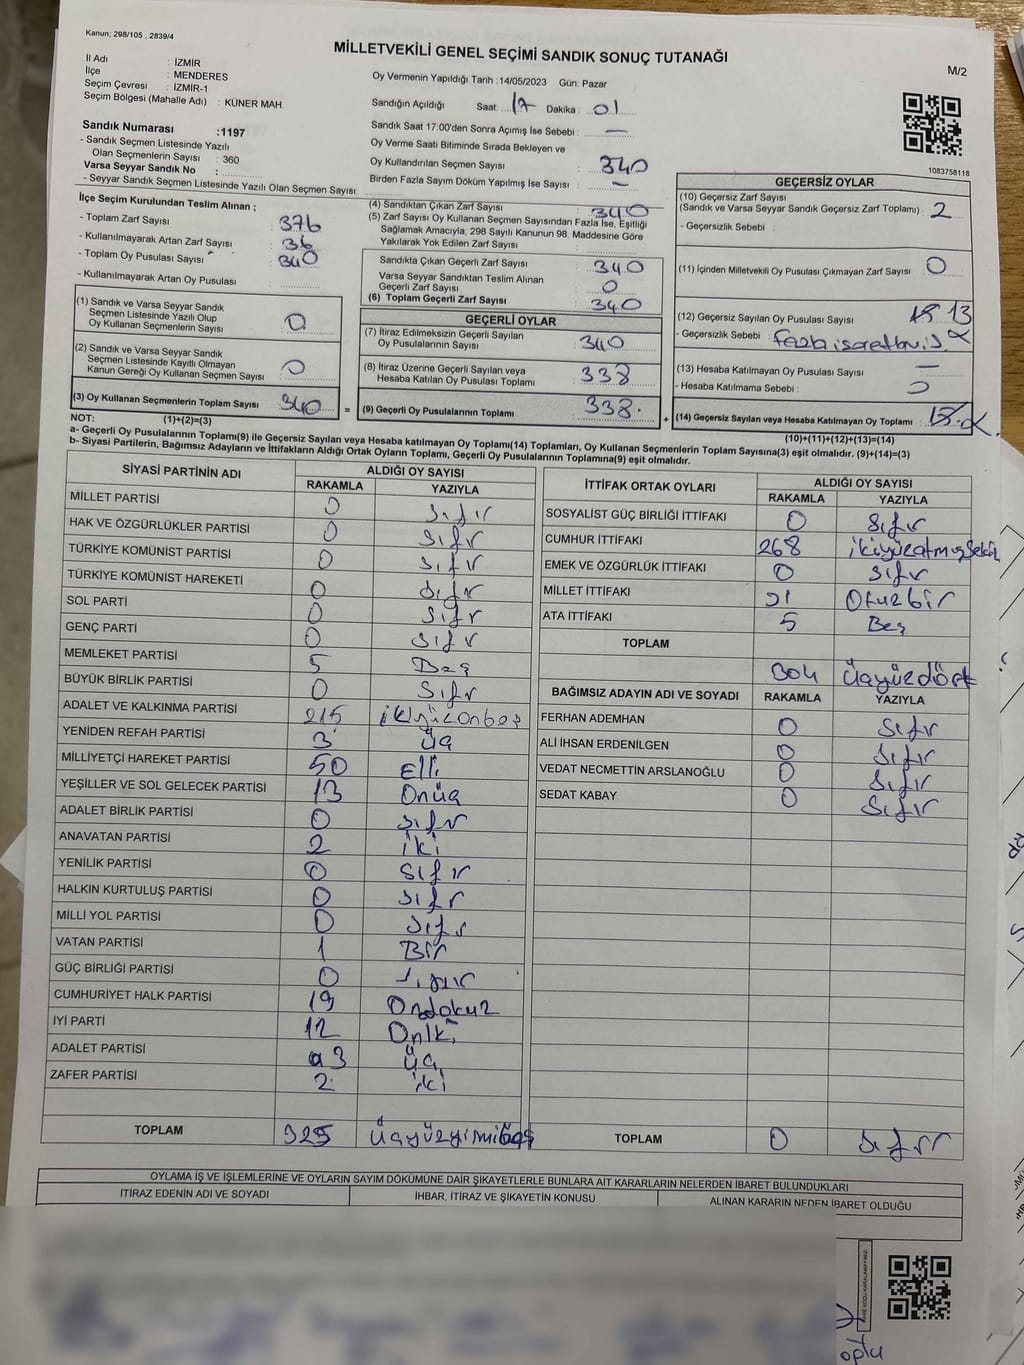 Kanun; 298/105 , 2839/4
MİLLETVEKİLİ GENEL SEÇİMİ SANDIK SONUÇ TUTANAĞI
M/2
İl Adı : İZMİR
İlçe : MENDERES
Seçim Çevresi : İZMİR-1
Seçim Bölgesi (Mahalle Adı) : KÜNER MAH.
Sandık Numarası :1197
- Sandık Seçmen Listesinde Yazılı
Olan Seçmenlerin Sayısı : 360
Varsa Seyyar Sandık No :
- Seyyar Sandık Seçmen Listesinde Yazılı Olan Seçmen Sayısı:
Oy Vermenin Yapıldığı Tarih :14/05/2023 Gün: Pazar
Sandığın Açıldığı Saat 17 Dakika 01
Sandık Saat 17:00'den Sonra Açımış İse Sebebi : —
Oy Verme Saati Bitiminde Sırada Bekleyen ve
Oy Kullandırılan Seçmen Sayısı 340
Birden Fazla Sayım Döküm Yapılmış İse Sayısı : —
1083758118
İlçe Seçim Kurulundan Teslim Alınan ;
- Toplam Zarf Sayısı : 376
- Kullanılmayarak Artan Zarf Sayısı : 36
- Toplam Oy Pusulası Sayısı : 340
- Kullanılmayarak Artan Oy Pusulası :
(1) Sandık ve Varsa Seyyar Sandık
Seçmen Listesinde Yazılı Olup
Oy Kullanan Seçmenlerin Sayısı : 0
(2) Sandık ve Varsa Seyyar Sandık
Seçmen Listesinde Kayıtlı Olmayan
Kanun Gereği Oy Kullanan Seçmen Sayısı : 0
(3) Oy Kullanan Seçmenlerin Toplam Sayısı 340 =
(4) Sandıktan Çıkan Zarf Sayısı 340
(5) Zarf Sayısı Oy Kullanan Seçmen Sayısından Fazla İse, Eşitliği
Sağlamak Amacıyla, 298 Sayılı Kanunun 98. Maddesine Göre
Yakılarak Yok Edilen Zarf Sayısı :
Sandıkta Çıkan Geçerli Zarf Sayısı 340
Varsa Seyyar Sandıktan Teslim Alınan
Geçerli Zarf Sayısı : 0
(6) Toplam Geçerli Zarf Sayısı 340
GEÇERLİ OYLAR
(7) İtiraz Edilmeksizin Geçerli Sayılan
Oy Pusulalarının Sayısı : 340
(8) İtiraz Üzerine Geçerli Sayılan veya
Hesaba Katılan Oy Pusulası Toplamı : 338
(9) Geçerli Oy Pusulalarının Toplamı 338. +
GEÇERSİZ OYLAR
(10) Geçersiz Zarf Sayısı
(Sandık ve Varsa Seyyar Sandık Geçersiz Zarf Toplamı) : 2
- Geçersizlik Sebebi :
(11) İçinden Milletvekili Oy Pusulası Çıkmayan Zarf Sayısı : 0
(12) Geçersiz Sayılan Oy Pusulası Sayısı 13
- Geçersizlik Sebebi :
(13) Hesaba Katılmayan Oy Pusulası Sayısı : —
- Hesaba Katılmama Sebebi :
(14) Geçersiz Sayılan veya Hesaba Katılmayan Oy Toplamı :
NOT: (1)+(2)=(3)
(10)+(11)+(12)+(13)=(14)
a- Geçerli Oy Pusulalarının Toplamı(9) ile Geçersiz Sayılan veya Hesaba katılmayan Oy Toplamı(14) Toplamları, Oy Kullanan Seçmenlerin Toplam Sayısına(3) eşit olmalıdır. (9)+(14)=(3)
b- Siyasi Partilerin, Bağımsız Adayların ve İttifakların Aldığı Ortak Oyların Toplamı, Geçerli Oy Pusulalarının Toplamına(9) eşit olmalıdır.
SİYASİ PARTİNİN ADI ALDIĞI OY SAYISI
RAKAMLA YAZIYLA
MİLLET PARTİSİ 0 Sıfır
HAK VE ÖZGÜRLÜKLER PARTİSİ 0 Sıfır
TÜRKİYE KOMÜNİST PARTİSİ 0 Sıfır
TÜRKİYE KOMÜNİST HAREKETİ 0 Sıfır
SOL PARTİ 0 Sıfır
GENÇ PARTİ 0 Sıfır
MEMLEKET PARTİSİ 5 Beş
BÜYÜK BİRLİK PARTİSİ 0 Sıfır
ADALET VE KALKINMA PARTİSİ 215 ikiyüzonbeş
YENİDEN REFAH PARTİSİ 3 üç
MİLLİYETÇİ HAREKET PARTİSİ 50 Elli
YEŞİLLER VE SOL GELECEK PARTİSİ 13 Onüç
ADALET BİRLİK PARTİSİ 0 Sıfır
ANAVATAN PARTİSİ 2 iki
YENİLİK PARTİSİ 0 Sıfır
HALKIN KURTULUŞ PARTİSİ 0 Sıfır
MİLLİ YOL PARTİSİ 0 Sıfır
VATAN PARTİSİ 1 Bir
GÜÇ BİRLİĞİ PARTİSİ 0 Sıfır
CUMHURİYET HALK PARTİSİ 19 Ondokuz
İYİ PARTİ 12 Oniki
ADALET PARTİSİ 3 üç
ZAFER PARTİSİ 2 iki
TOPLAM 325 üçyüzyirmibeş
İTTİFAK ORTAK OYLARI ALDIĞI OY SAYISI
RAKAMLA YAZIYLA
SOSYALİST GÜÇ BİRLİĞİ İTTİFAKI 0 Sıfır
CUMHUR İTTİFAKI 268 ikiyüzatmışsekiz
EMEK VE ÖZGÜRLÜK İTTİFAKI 0 Sıfır
MİLLET İTTİFAKI 31 Otuzbir
ATA İTTİFAKI 5 Beş
TOPLAM 304 üçyüzdört
BAĞIMSIZ ADAYIN ADI VE SOYADI RAKAMLA YAZIYLA
FERHAN ADEMHAN 0 Sıfır
ALİ İHSAN ERDENİLGEN 0 Sıfır
VEDAT NECMETTİN ARSLANOĞLU 0 Sıfır
SEDAT KABAY 0 Sıfır
TOPLAM 0 Sıfır
OYLAMA İŞ VE İŞLEMLERİNE VE OYLARIN SAYIM DÖKÜMÜNE DAİR ŞİKAYETLERLE BUNLARA AİT KARARLARIN NELERDEN İBARET BULUNDUKLARI
İTİRAZ EDENİN ADI VE SOYADI İHBAR, İTİRAZ VE ŞİKAYETİN KONUSU ALINAN KARARIN NEDEN İBARET OLDUĞU